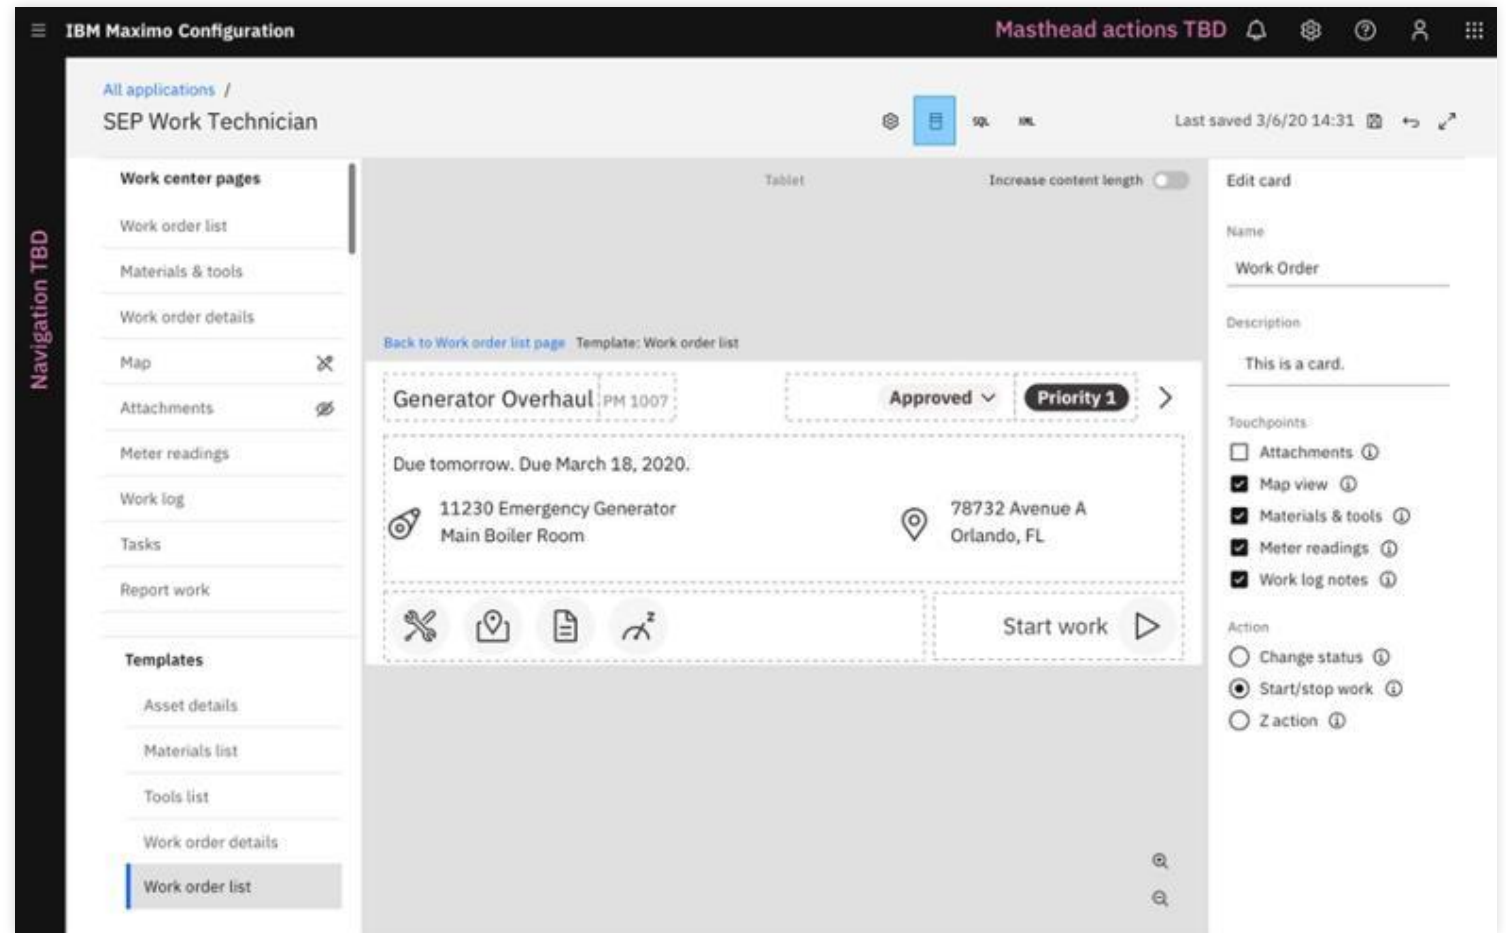 IBM Maximo Configuration
Masthead actions TBD
Navigation TBD
All applications /
SEP Work Technician
SQL
XML
Last saved 3/6/20 14:31
Work center pages
Work order list
Materials & tools
Work order details
Map
Attachments
Meter readings
Work log
Tasks
Report work
Templates
Asset details
Materials list
Tools list
Work order details
Work order list
Tablet
Increase content length
Back to Work order list page Template: Work order list
Generator Overhaul PM 1007
Approved
Priority 1
Due tomorrow. Due March 18, 2020.
11230 Emergency Generator
Main Boiler Room
78732 Avenue A
Orlando, FL
Start work
Edit card
Name
Work Order
Description
This is a card.
Touchpoints
Attachments
Map view
Materials & tools
Meter readings
Work log notes
Action
Change status
Start/stop work
Z action